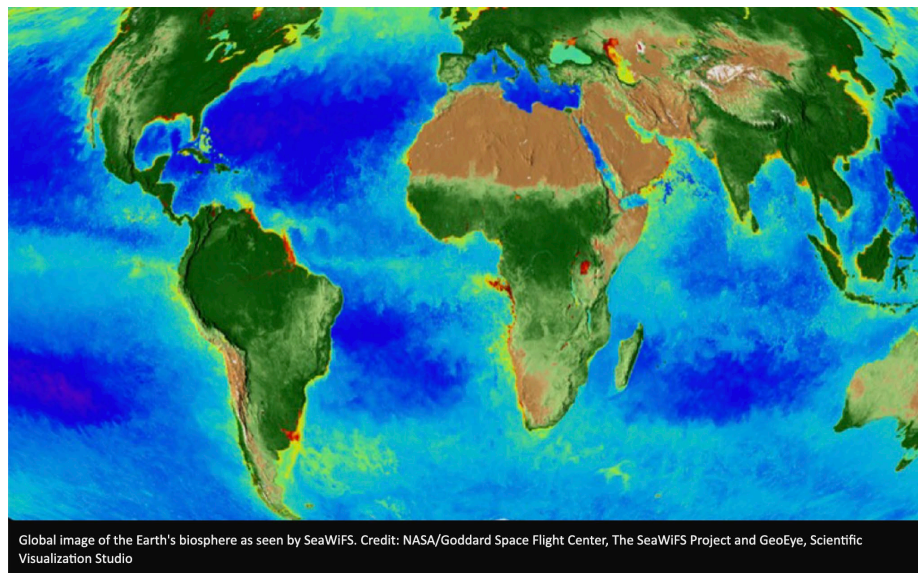 Global image of the Earth's biosphere as seen by SeaWiFS. Credit: NASA/Goddard Space Flight Center, The SeaWiFS Project and GeoEye, Scientific
Visualization Studio